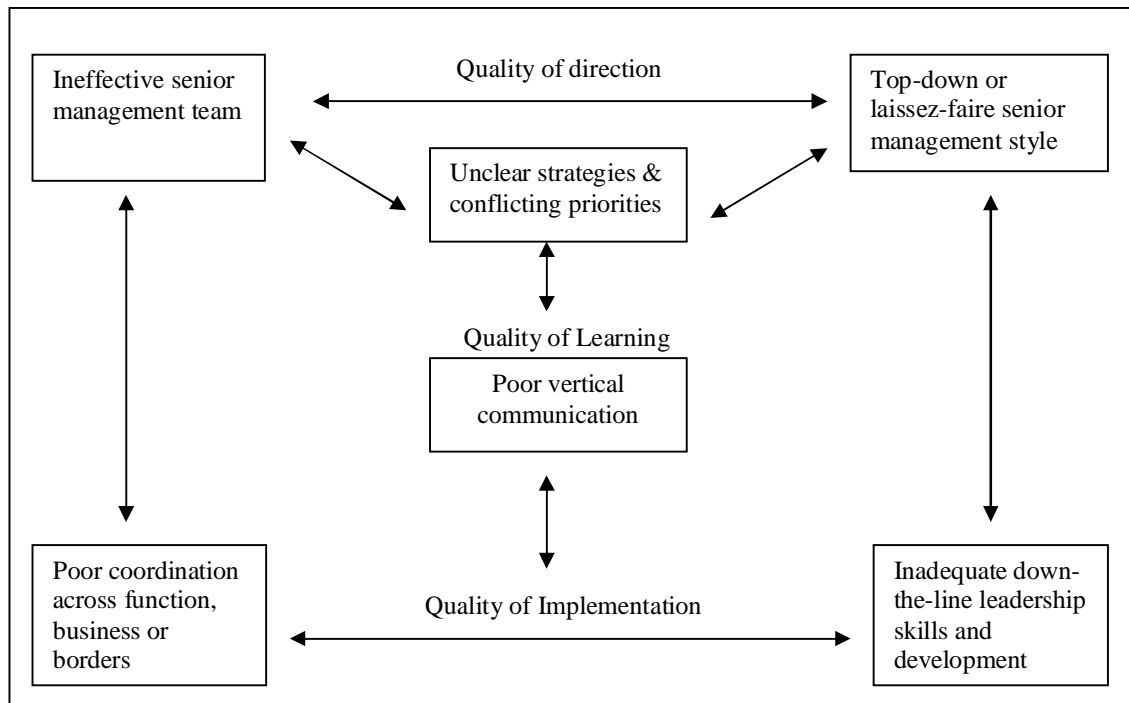 Ineffective senior
management team
Quality of direction
Top-down or
laissez-faire senior
management style
Unclear strategies &
conflicting priorities
Quality of Learning
Poor vertical
communication
Poor coordination
across function,
business or
borders
Quality of Implementation
Inadequate down-
the-line leadership
skills and
development